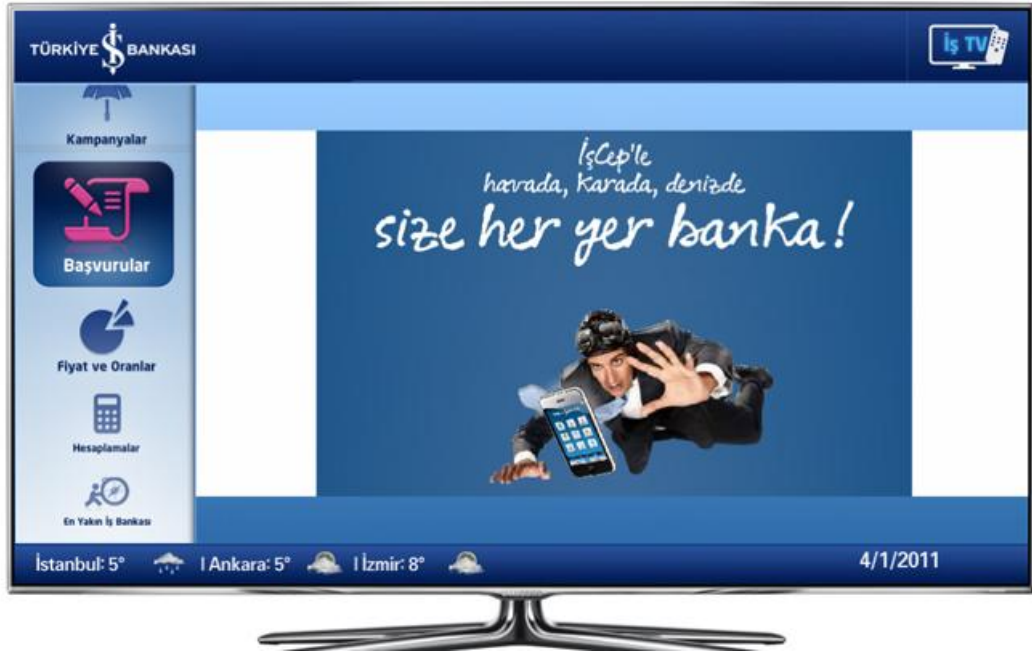 TÜRKİYE İŞ BANKASI
İş TV
Kampanyalar
Başvurular
Fiyat ve Oranlar
Hesaplamalar
En Yakın İş Bankası
İşCep'le
havada, karada, denizde
size her yer banka!
İstanbul: 5° | Ankara: 5° | İzmir: 8°
4/1/2011